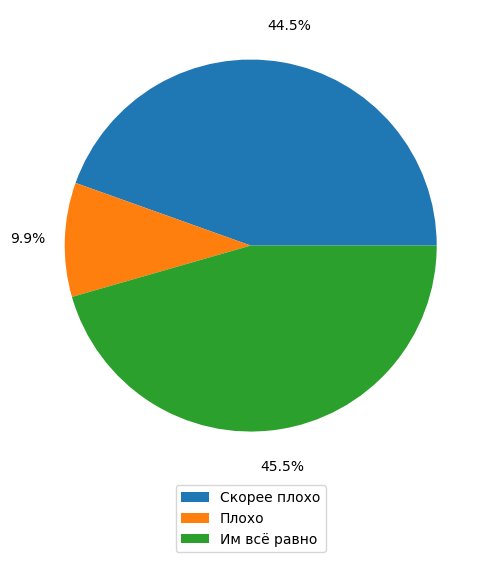 44.5%
9.9%
45.5%
Скорее плохо
Плохо
Им всё равно